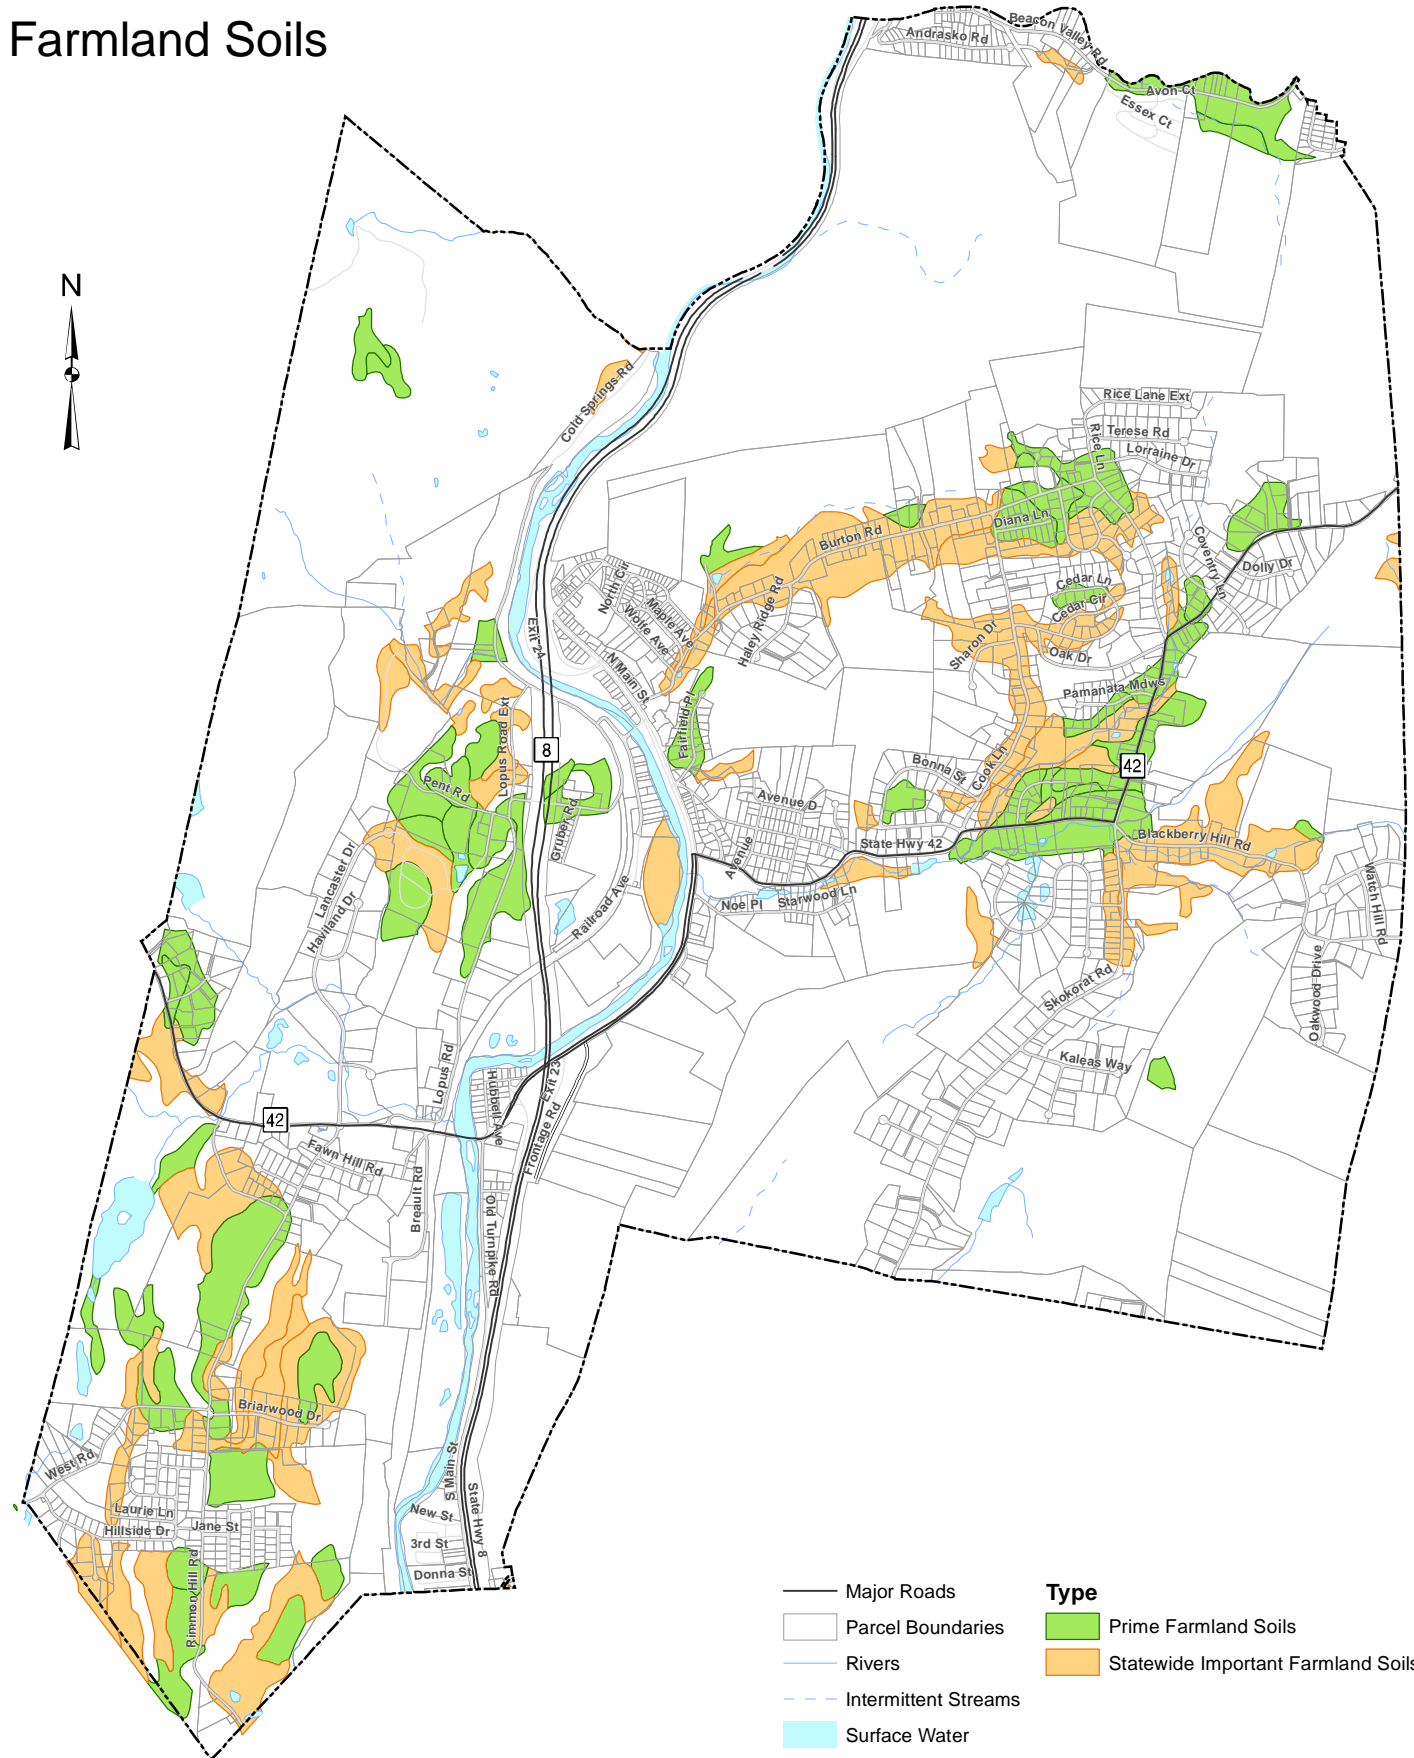 Farmland Soils
Beacon Valley Rd
Andrasko Rd
Avon Ct
Essex Ct
N
Cold Springs Rd
Rice Lane Ext
Terese Rd
Rice Ln
Lorraine Dr
Diana Ln
Burton Rd
Coventry Ln
Dolly Dr
Cedar Ln
Cedar Cir
North Cir
Maple Ave
Wolfe Ave
Haley Ridge Rd
Exit 24
Sharon Dr
Oak Dr
N Main St
Pamanata Mdws
Fairfield Pl
Lopus Road Ext
8
Bonna St
Cook Ln
42
Pent Rd
Avenue D
Gruber Rd
State Hwy 42
Blackberry Hill Rd
Avenue
Lancaster Dr
Haviland Dr
Railroad Ave
Noe Pl
Starwood Ln
Watch Hill Rd
Skokorat Rd
Oakwood Drive
Kaleas Way
Lopus Rd
Hubbell Ave
Exit 23
42
Frontage Rd
Fawn Hill Rd
Breault Rd
Old Turnpike Rd
Briarwood Dr
West Rd
S Main St
State Hwy 8
Laurie Ln
New St
Hillside Dr
Jane St
3rd St
Donna St
Rimmon Hill Rd
Major Roads
Type
Parcel Boundaries
Prime Farmland Soils
Rivers
Statewide Important Farmland Soils
Intermittent Streams
Surface Water